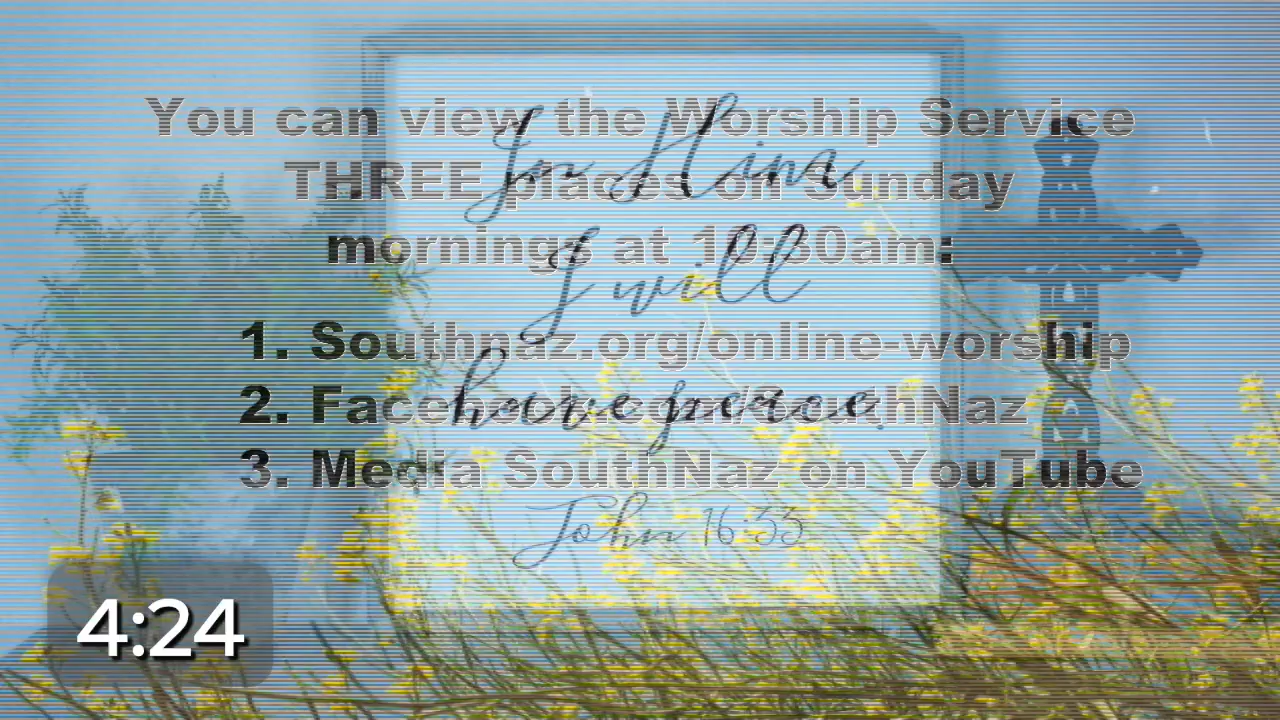 You can view the Worship Service
THREE places on Sunday
mornings at 10:30am:
1. Southnaz.org/online-worship
2. Facebook.com/SouthNaz
3. Media SouthNaz on YouTube
In Him
I will
have peace.
John 16:33
4:24